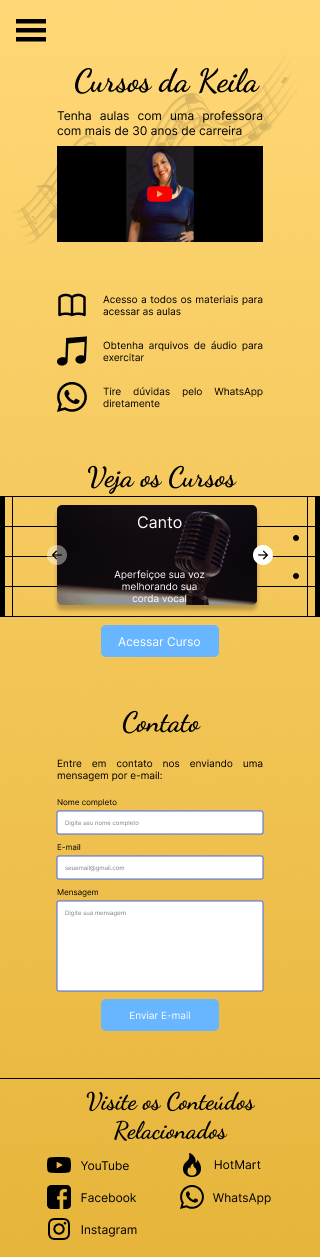 Cursos da Keila
Tenha aulas com uma professora
com mais de 30 anos de carreira
Acesso a todos os materiais para
acessar as aulas
Obtenha arquivos de áudio para
exercitar
Tire dúvidas pelo WhatsApp
diretamente
Veja os Cursos
Canto
Aperfeiçoe sua voz
melhorando sua
corda vocal
Acessar Curso
Contato
Entre em contato nos enviando uma
mensagem por e-mail:
Nome completo
Digite seu nome completo
E-mail
seuemail@gmail.com
Mensagem
Digite sua mensagem
Enviar E-mail
Visite os Conteúdos
Relacionados
YouTube
HotMart
Facebook
WhatsApp
Instagram